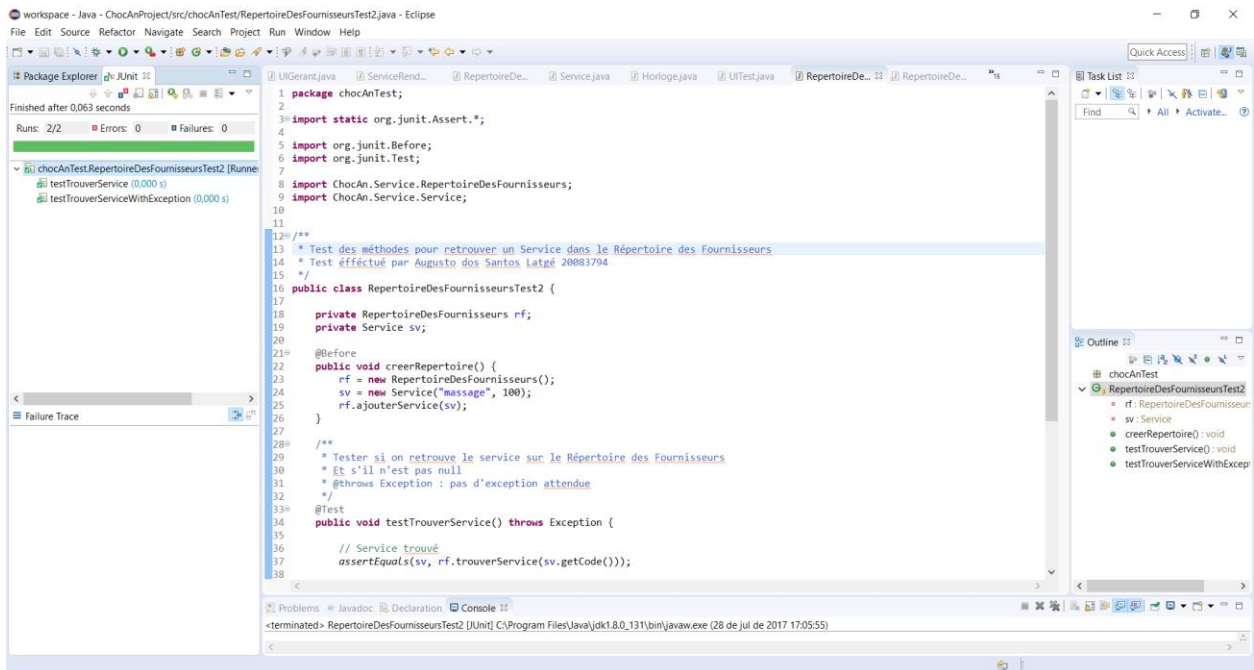 workspace - Java - ChocAnProject/src/chocAnTest/RepertoireDesFournisseursTest2.java - Eclipse
File Edit Source Refactor Navigate Search Project Run Window Help
Quick Access
Package Explorer JUnit
Finished after 0,063 seconds
Runs: 2/2 Errors: 0 Failures: 0
chocAnTest.RepertoireDesFournisseursTest2 [Runner
testTrouverService (0,000 s)
testTrouverServiceWithException (0,000 s)
Failure Trace
UIGerant.java ServiceRend... RepertoireDe... Service.java Horloge.java UITest.java RepertoireDe... RepertoireDe... »15
1 package chocAnTest;
2
3 import static org.junit.Assert.*;
4
5 import org.junit.Before;
6 import org.junit.Test;
7
8 import ChocAn.Service.RepertoireDesFournisseurs;
9 import ChocAn.Service.Service;
10
11
12 /**
13 * Test des méthodes pour retrouver un Service dans le Répertoire des Fournisseurs
14 * Test éfféctué par Augusto dos Santos Latgé 20083794
15 */
16 public class RepertoireDesFournisseursTest2 {
17
18 private RepertoireDesFournisseurs rf;
19 private Service sv;
20
21 @Before
22 public void creerRepertoire() {
23 rf = new RepertoireDesFournisseurs();
24 sv = new Service("massage", 100);
25 rf.ajouterService(sv);
26 }
27
28 /**
29 * Tester si on retrouve le service sur le Répertoire des Fournisseurs
30 * Et s'il n'est pas null
31 * @throws Exception : pas d'exception attendue
32 */
33 @Test
34 public void testTrouverService() throws Exception {
35
36 // Service trouvé
37 assertEquals(sv, rf.trouverService(sv.getCode()));
38
Task List
Find All Activate...
Outline
chocAnTest
RepertoireDesFournisseursTest2
rf : RepertoireDesFournisseur
sv : Service
creerRepertoire() : void
testTrouverService() : void
testTrouverServiceWithExcept
Problems Javadoc Declaration Console
<terminated> RepertoireDesFournisseursTest2 [JUnit] C:\Program Files\Java\jdk1.8.0_131\bin\javaw.exe (28 de jul de 2017 17:05:55)